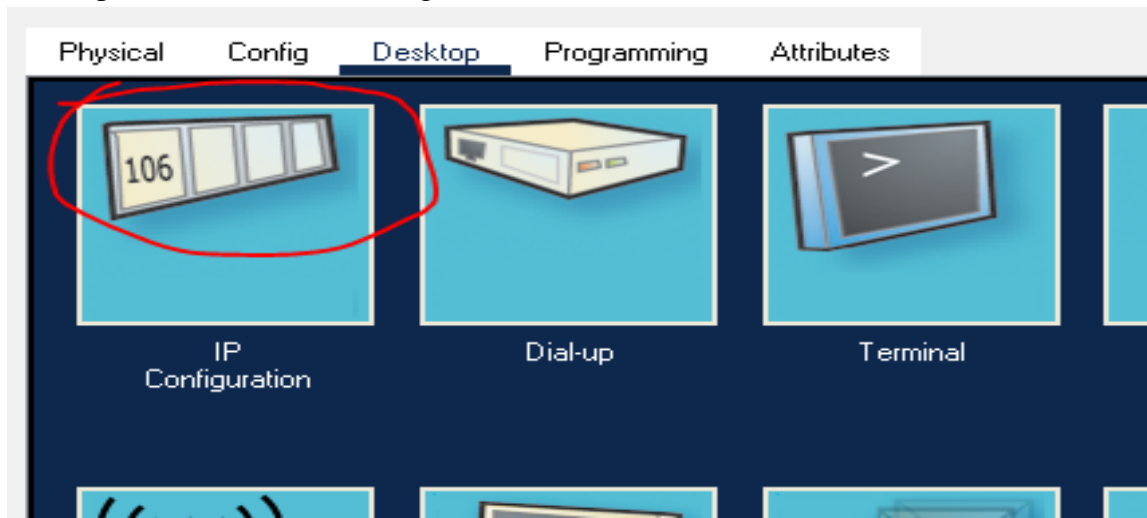 Physical Config Desktop Programming Attributes
106
>
IP
Configuration
Dial-up
Terminal